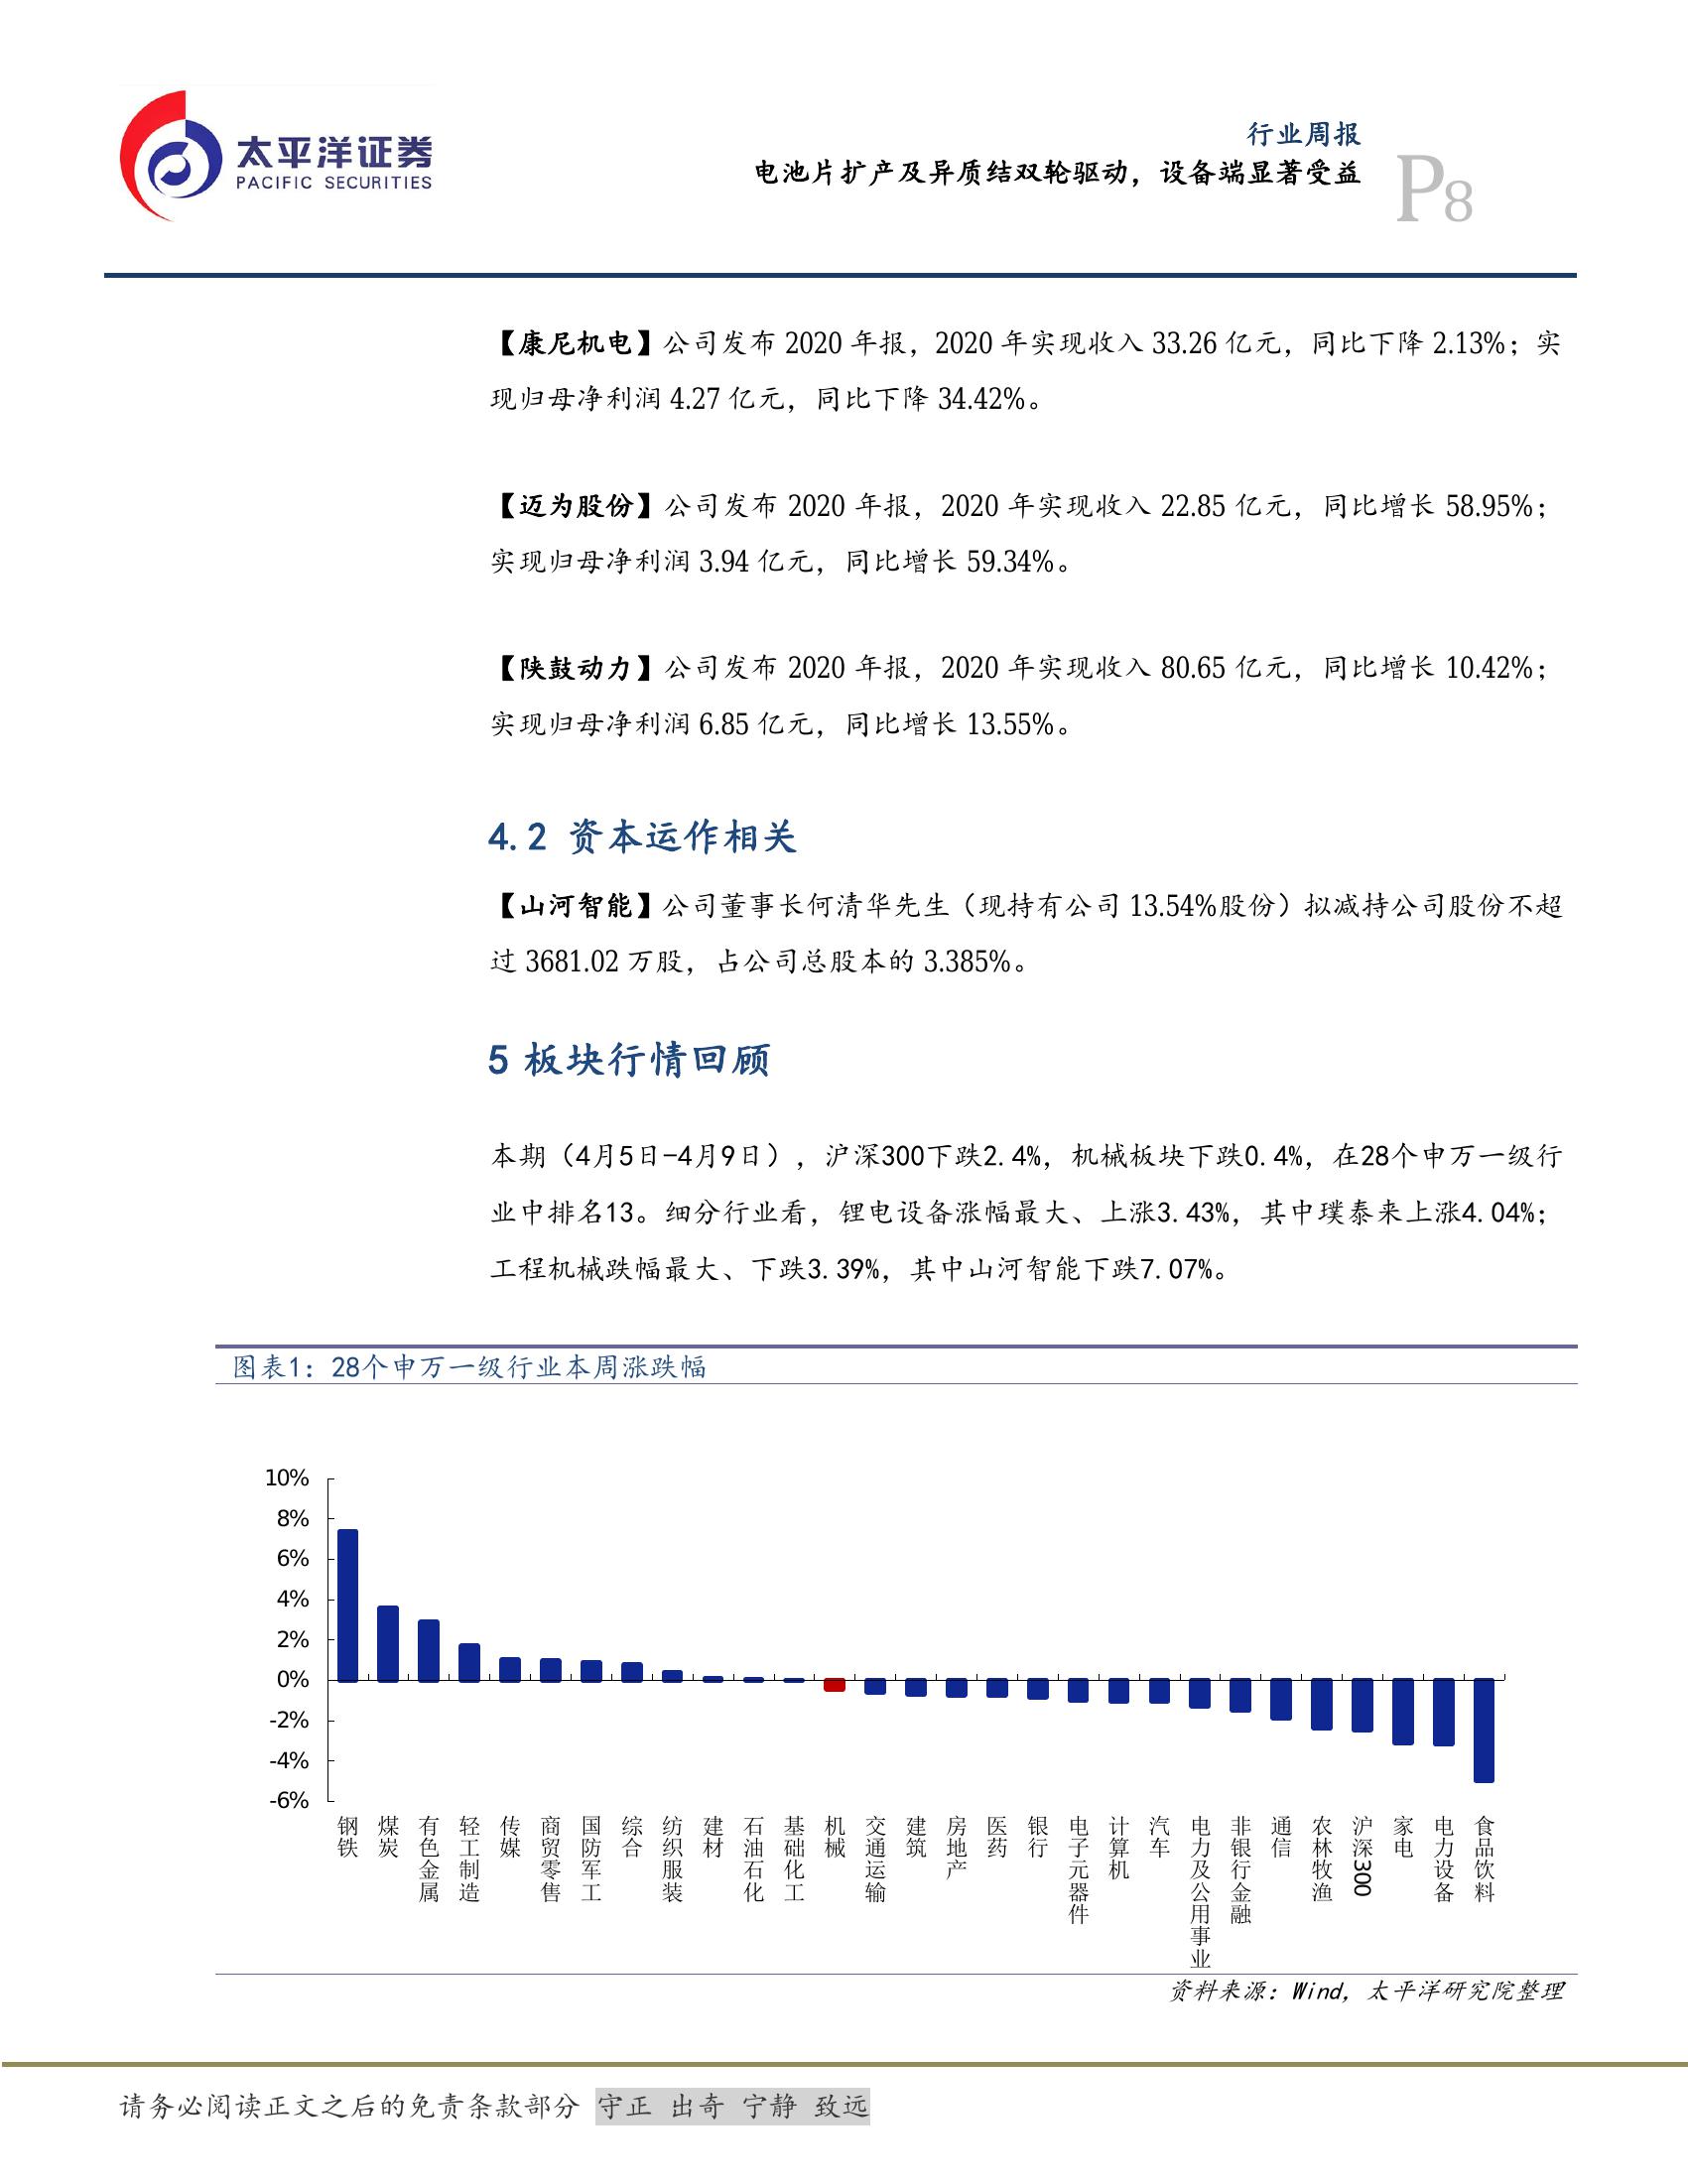 太平洋证券
PACIFIC SECURITIES
行业周报
电池片扩产及异质结双轮驱动，设备端显著受益
P8
【康尼机电】公司发布 2020 年报，2020 年实现收入 33.26 亿元，同比下降 2.13%；实
现归母净利润 4.27 亿元，同比下降 34.42%。
【迈为股份】公司发布 2020 年报，2020 年实现收入 22.85 亿元，同比增长 58.95%；
实现归母净利润 3.94 亿元，同比增长 59.34%。
【陕鼓动力】公司发布 2020 年报，2020 年实现收入 80.65 亿元，同比增长 10.42%；
实现归母净利润 6.85 亿元，同比增长 13.55%。
4.2 资本运作相关
【山河智能】公司董事长何清华先生（现持有公司 13.54%股份）拟减持公司股份不超
过 3681.02 万股，占公司总股本的 3.385%。
5 板块行情回顾
本期（4月5日-4月9日），沪深300下跌2.4%，机械板块下跌0.4%，在28个申万一级行
业中排名13。细分行业看，锂电设备涨幅最大、上涨3.43%，其中璞泰来上涨4.04%；
工程机械跌幅最大、下跌3.39%，其中山河智能下跌7.07%。
图表1：28个申万一级行业本周涨跌幅
10%
8%
6%
4%
2%
0%
-2%
-4%
-6%
钢铁
煤炭
有色金属
轻工制造
传媒
商贸零售
国防军工
综合
纺织服装
建材
石油石化
基础化工
机械
交通运输
建筑
房地产
医药
银行
电子元器件
计算机
汽车
电力及公用事业
非银行金融
通信
农林牧渔
沪深300
家电
电力设备
食品饮料
资料来源：Wind，太平洋研究院整理
请务必阅读正文之后的免责条款部分 守正 出奇 宁静 致远